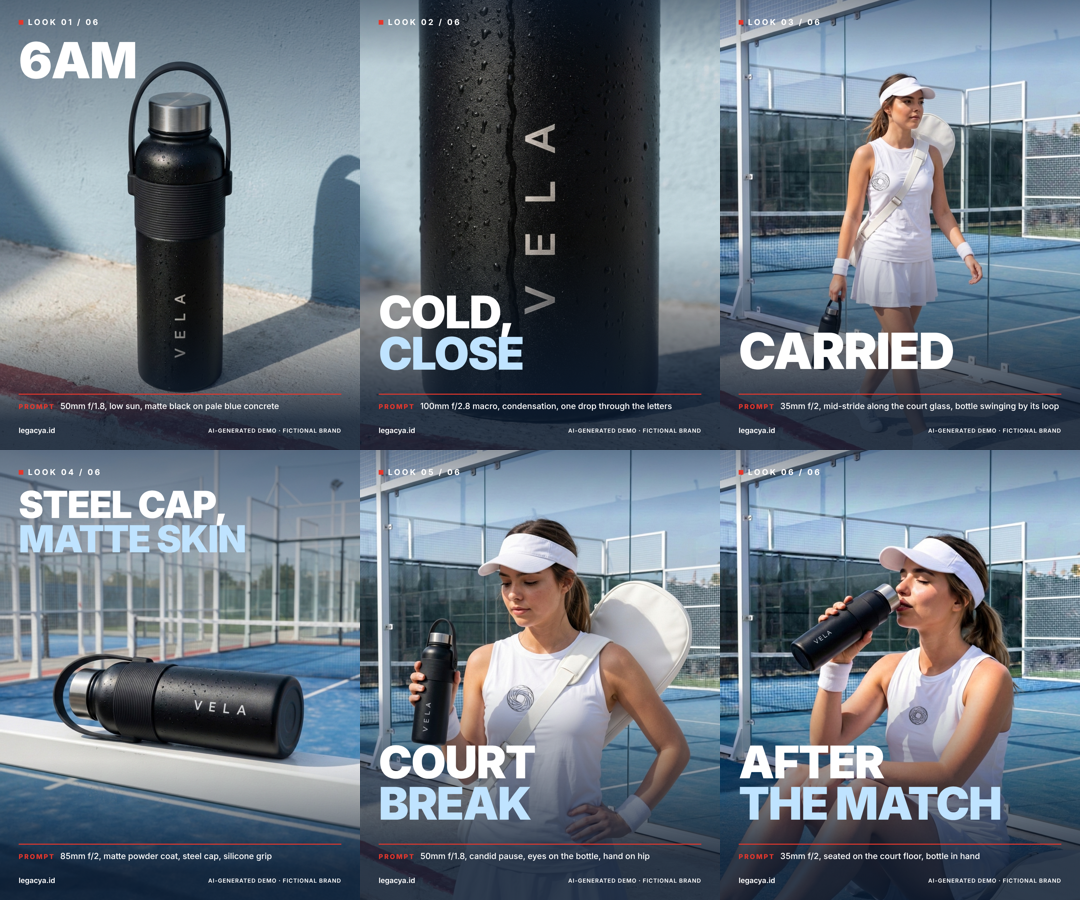 LOOK 01 / 06
6AM
VELA
PROMPT 50mm f/1.8, low sun, matte black on pale blue concrete
legacya.id
AI-GENERATED DEMO · FICTIONAL BRAND
LOOK 02 / 06
VELA
COLD,
CLOSE
PROMPT 100mm f/2.8 macro, condensation, one drop through the letters
legacya.id
AI-GENERATED DEMO · FICTIONAL BRAND
LOOK 03 / 06
CARRIED
PROMPT 35mm f/2, mid-stride along the court glass, bottle swinging by its loop
legacya.id
AI-GENERATED DEMO · FICTIONAL BRAND
LOOK 04 / 06
STEEL CAP,
MATTE SKIN
VELA
PROMPT 85mm f/2, matte powder coat, steel cap, silicone grip
legacya.id
AI-GENERATED DEMO · FICTIONAL BRAND
LOOK 05 / 06
VELA
COURT
BREAK
PROMPT 50mm f/1.8, candid pause, eyes on the bottle, hand on hip
legacya.id
AI-GENERATED DEMO · FICTIONAL BRAND
LOOK 06 / 06
VELA
AFTER
THE MATCH
PROMPT 35mm f/2, seated on the court floor, bottle in hand
legacya.id
AI-GENERATED DEMO · FICTIONAL BRAND